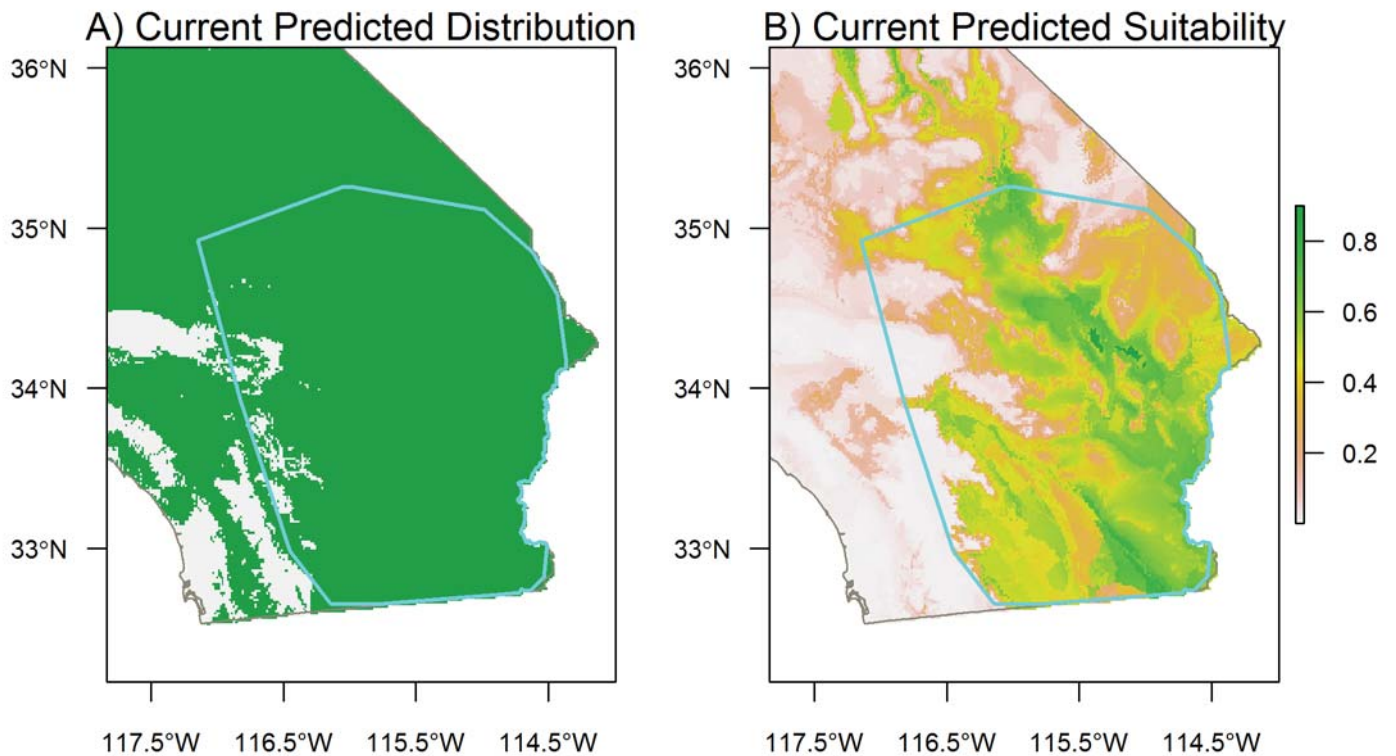 A) Current Predicted Distribution
36°N
35°N
34°N
33°N
117.5°W 116.5°W 115.5°W 114.5°W
B) Current Predicted Suitability
36°N
35°N
34°N
33°N
117.5°W 116.5°W 115.5°W 114.5°W
0.8
0.6
0.4
0.2